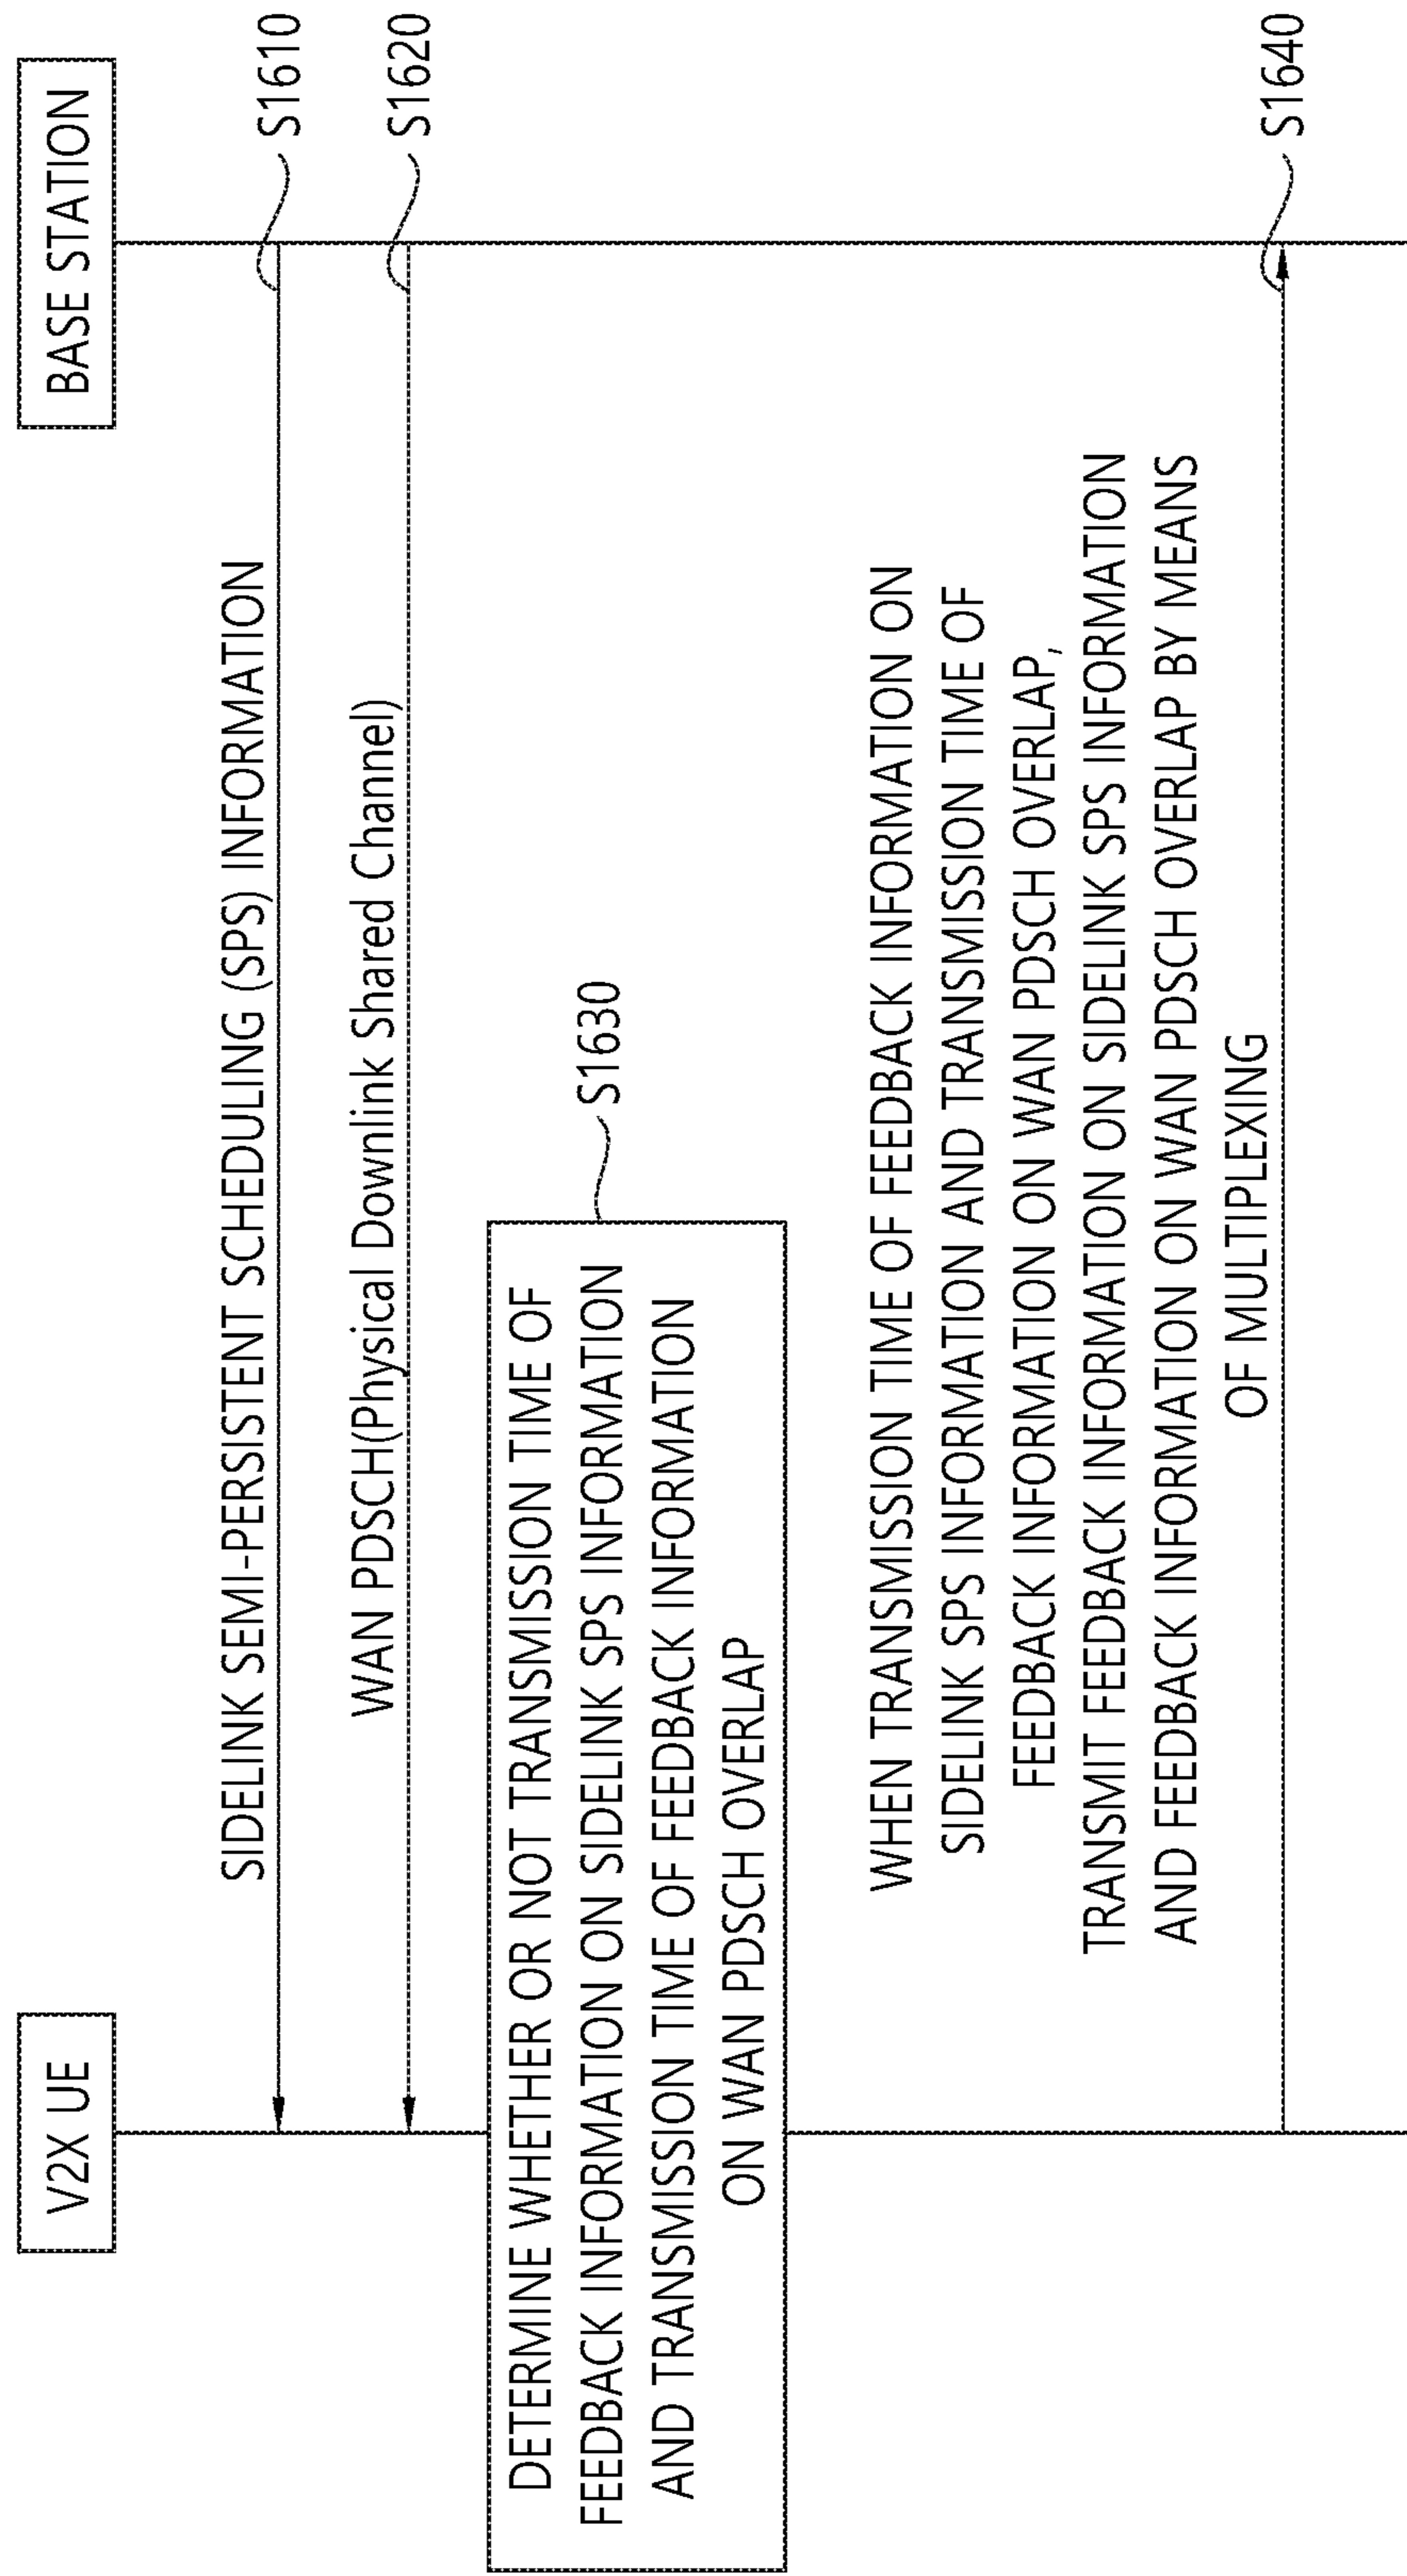 V2X UE
BASE STATION
SIDELINK SEMI-PERSISTENT SCHEDULING (SPS) INFORMATION
S1610
WAN PDSCH(Physical Downlink Shared Channel)
S1620
DETERMINE WHETHER OR NOT TRANSMISSION TIME OF
FEEDBACK INFORMATION ON SIDELINK SPS INFORMATION
AND TRANSMISSION TIME OF FEEDBACK INFORMATION
ON WAN PDSCH OVERLAP
S1630
WHEN TRANSMISSION TIME OF FEEDBACK INFORMATION ON
SIDELINK SPS INFORMATION AND TRANSMISSION TIME OF
FEEDBACK INFORMATION ON WAN PDSCH OVERLAP,
TRANSMIT FEEDBACK INFORMATION ON SIDELINK SPS INFORMATION
AND FEEDBACK INFORMATION ON WAN PDSCH OVERLAP BY MEANS
OF MULTIPLEXING
S1640